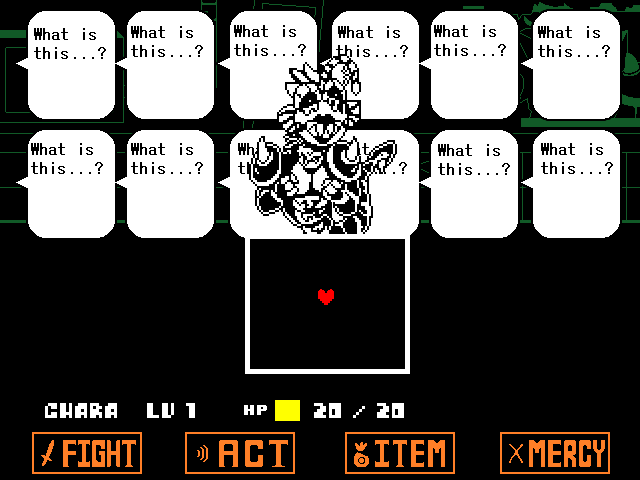 What is
this...?
What is
this...?
What is
this...?
What is
this...?
What is
this...?
What is
this...?
What is
this...?
What is
this...?
What is
this...?
What is
this...?
CHARA LV 1 HP 20 / 20
FIGHT
ACT
ITEM
MERCY